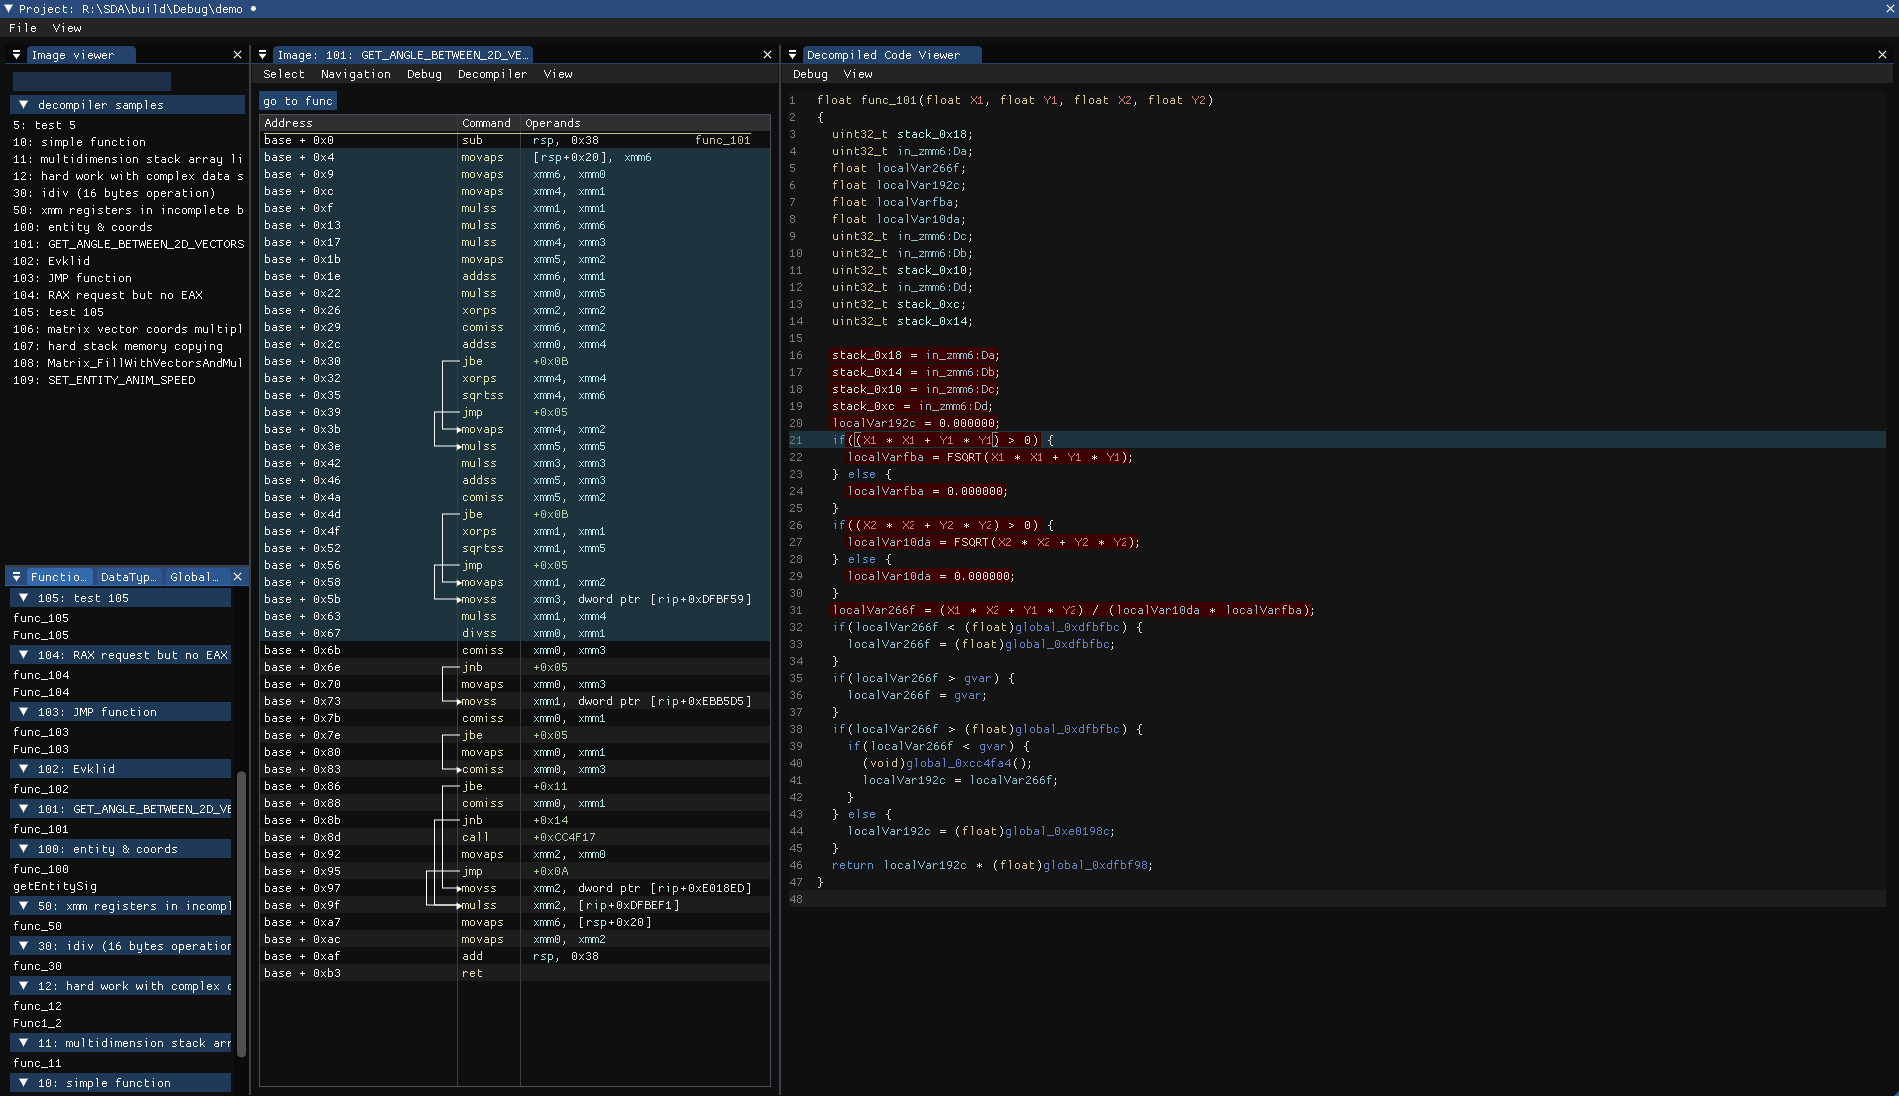 Project: R:\SDA\build\Debug\demo
File View
Image viewer
decompiler samples
5: test 5
10: simple function
11: multidimension stack array li
12: hard work with complex data s
30: idiv (16 bytes operation)
50: xmm registers in incomplete b
100: entity & coords
101: GET_ANGLE_BETWEEN_2D_VECTORS
102: Evklid
103: JMP function
104: RAX request but no EAX
105: test 105
106: matrix vector coords multipl
107: hard stack memory copying
108: Matrix_FillWithVectorsAndMul
109: SET_ENTITY_ANIM_SPEED
Functio… DataTyp… Global…
105: test 105
func_105
Func_105
104: RAX request but no EAX
func_104
Func_104
103: JMP function
func_103
Func_103
102: Evklid
func_102
101: GET_ANGLE_BETWEEN_2D_VE
func_101
100: entity & coords
func_100
getEntitySig
50: xmm registers in incompl
func_50
30: idiv (16 bytes operation
func_30
12: hard work with complex d
func_12
Func1_2
11: multidimension stack arr
func_11
10: simple function
Image: 101: GET_ANGLE_BETWEEN_2D_VE…
Select Navigation Debug Decompiler View
go to func
Address Command Operands
base + 0x0 sub rsp, 0x38 func_101
base + 0x4 movaps [rsp+0x20], xmm6
base + 0x9 movaps xmm6, xmm0
base + 0xc movaps xmm4, xmm1
base + 0xf mulss xmm1, xmm1
base + 0x13 mulss xmm6, xmm6
base + 0x17 mulss xmm4, xmm3
base + 0x1b movaps xmm5, xmm2
base + 0x1e addss xmm6, xmm1
base + 0x22 mulss xmm0, xmm5
base + 0x26 xorps xmm2, xmm2
base + 0x29 comiss xmm6, xmm2
base + 0x2c addss xmm0, xmm4
base + 0x30 jbe +0x0B
base + 0x32 xorps xmm4, xmm4
base + 0x35 sqrtss xmm4, xmm6
base + 0x39 jmp +0x05
base + 0x3b movaps xmm4, xmm2
base + 0x3e mulss xmm5, xmm5
base + 0x42 mulss xmm3, xmm3
base + 0x46 addss xmm5, xmm3
base + 0x4a comiss xmm5, xmm2
base + 0x4d jbe +0x0B
base + 0x4f xorps xmm1, xmm1
base + 0x52 sqrtss xmm1, xmm5
base + 0x56 jmp +0x05
base + 0x58 movaps xmm1, xmm2
base + 0x5b movss xmm3, dword ptr [rip+0xDFBF59]
base + 0x63 mulss xmm1, xmm4
base + 0x67 divss xmm0, xmm1
base + 0x6b comiss xmm0, xmm3
base + 0x6e jnb +0x05
base + 0x70 movaps xmm0, xmm3
base + 0x73 movss xmm1, dword ptr [rip+0xEBB5D5]
base + 0x7b comiss xmm0, xmm1
base + 0x7e jbe +0x05
base + 0x80 movaps xmm0, xmm1
base + 0x83 comiss xmm0, xmm3
base + 0x86 jbe +0x11
base + 0x88 comiss xmm0, xmm1
base + 0x8b jnb +0x14
base + 0x8d call +0xCC4F17
base + 0x92 movaps xmm2, xmm0
base + 0x95 jmp +0x0A
base + 0x97 movss xmm2, dword ptr [rip+0xE018ED]
base + 0x9f mulss xmm2, [rip+0xDFBEF1]
base + 0xa7 movaps xmm6, [rsp+0x20]
base + 0xac movaps xmm0, xmm2
base + 0xaf add rsp, 0x38
base + 0xb3 ret
Decompiled Code Viewer
Debug View
1 float func_101(float X1, float Y1, float X2, float Y2)
2 {
3 uint32_t stack_0x18;
4 uint32_t in_zmm6:Da;
5 float localVar266f;
6 float localVar192c;
7 float localVarfba;
8 float localVar10da;
9 uint32_t in_zmm6:Dc;
10 uint32_t in_zmm6:Db;
11 uint32_t stack_0x10;
12 uint32_t in_zmm6:Dd;
13 uint32_t stack_0xc;
14 uint32_t stack_0x14;
15
16 stack_0x18 = in_zmm6:Da;
17 stack_0x14 = in_zmm6:Db;
18 stack_0x10 = in_zmm6:Dc;
19 stack_0xc = in_zmm6:Dd;
20 localVar192c = 0.000000;
21 if((X1 * X1 + Y1 * Y1) > 0) {
22 localVarfba = FSQRT(X1 * X1 + Y1 * Y1);
23 } else {
24 localVarfba = 0.000000;
25 }
26 if((X2 * X2 + Y2 * Y2) > 0) {
27 localVar10da = FSQRT(X2 * X2 + Y2 * Y2);
28 } else {
29 localVar10da = 0.000000;
30 }
31 localVar266f = (X1 * X2 + Y1 * Y2) / (localVar10da * localVarfba);
32 if(localVar266f < (float)global_0xdfbfbc) {
33 localVar266f = (float)global_0xdfbfbc;
34 }
35 if(localVar266f > gvar) {
36 localVar266f = gvar;
37 }
38 if(localVar266f > (float)global_0xdfbfbc) {
39 if(localVar266f < gvar) {
40 (void)global_0xcc4fa4();
41 localVar192c = localVar266f;
42 }
43 } else {
44 localVar192c = (float)global_0xe0198c;
45 }
46 return localVar192c * (float)global_0xdfbf98;
47 }
48